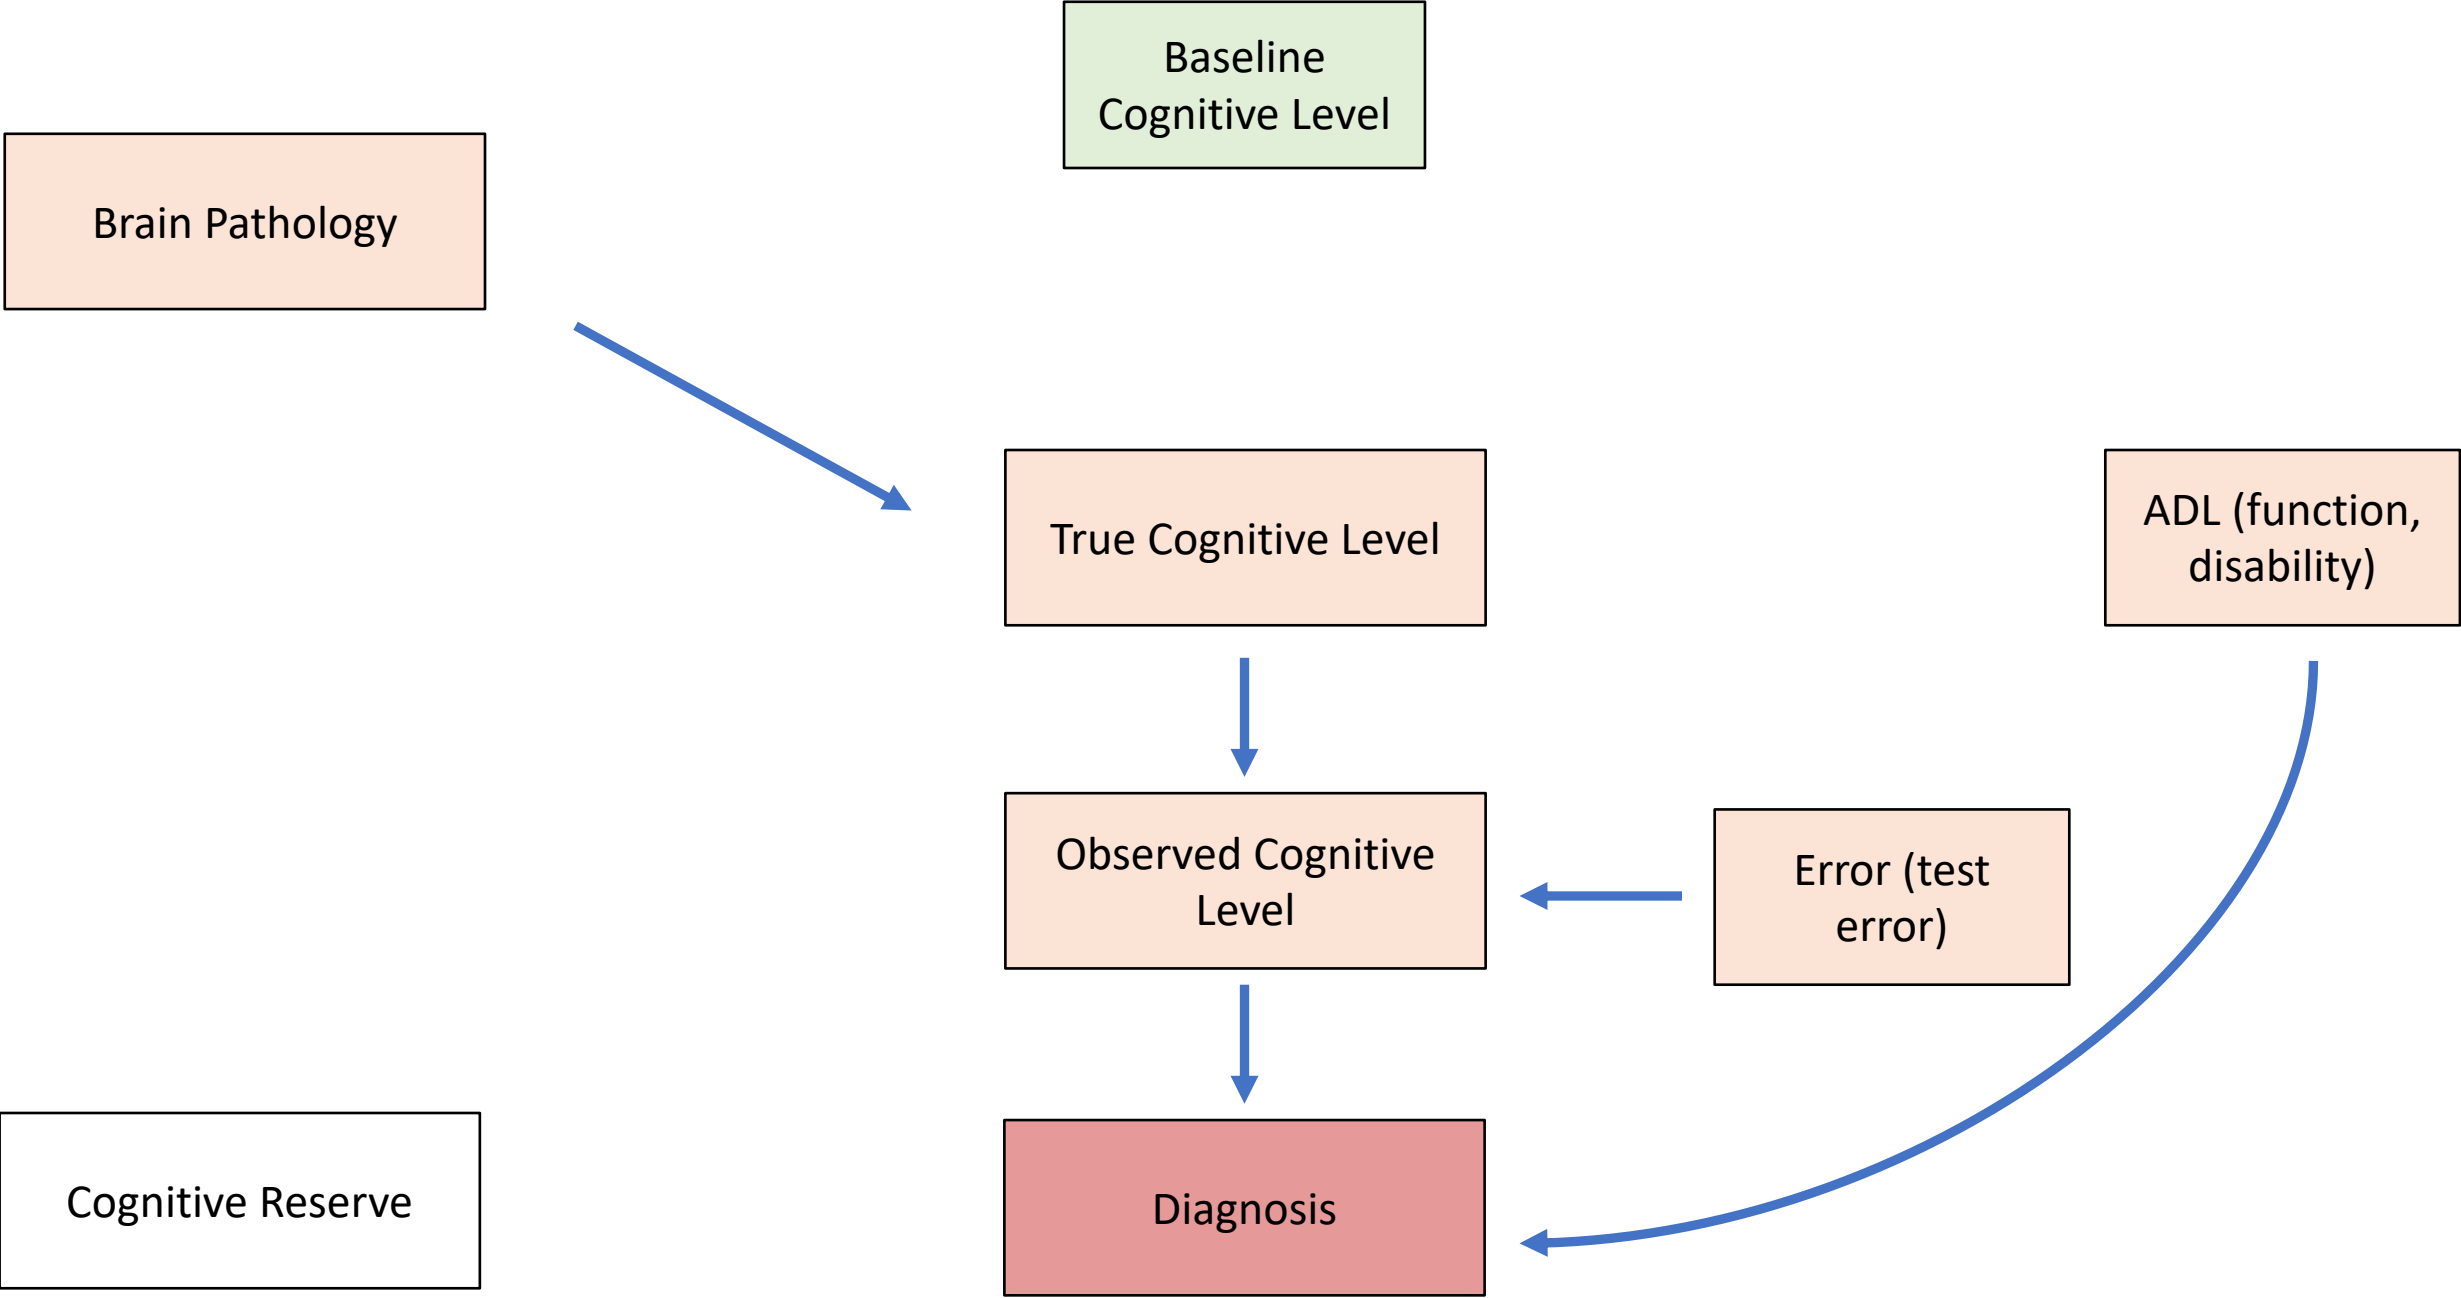 Baseline
Cognitive Level
Brain Pathology
True Cognitive Level
ADL (function,
disability)
Observed Cognitive
Level
Error (test
error)
Cognitive Reserve
Diagnosis